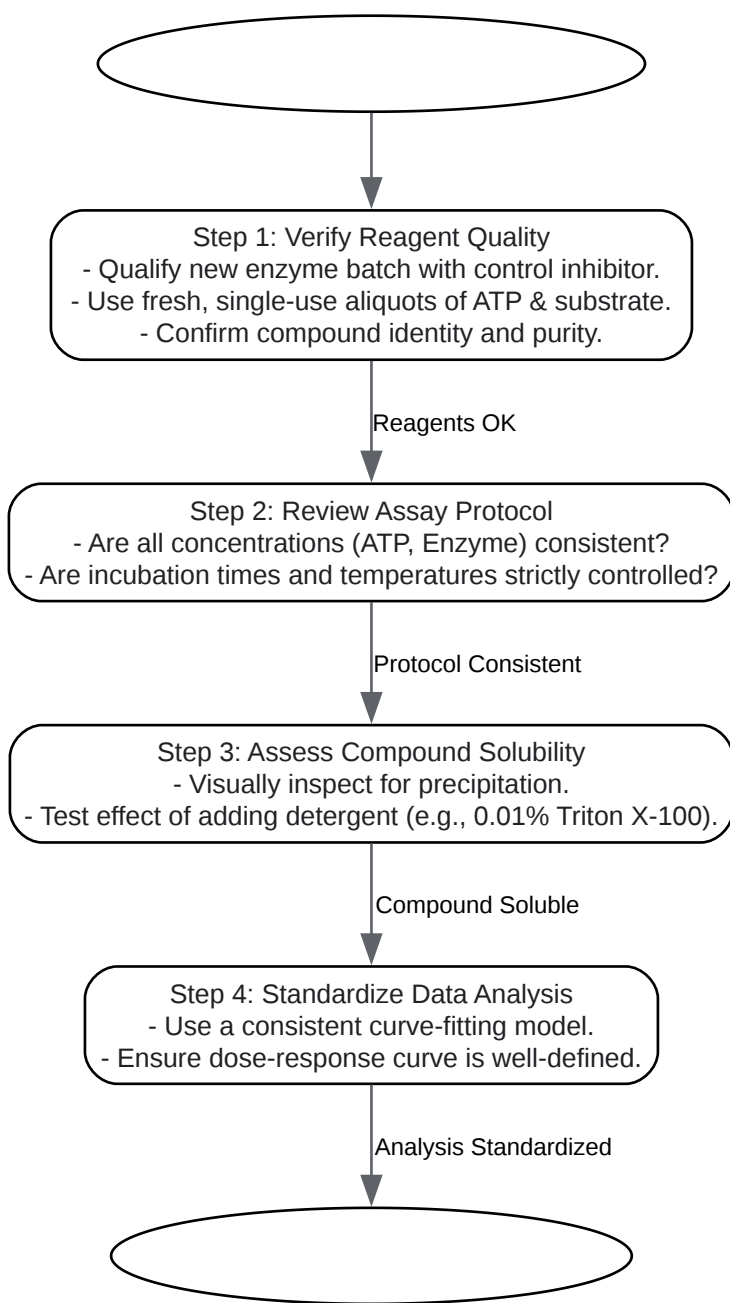 Step 1: Verify Reagent Quality
- Qualify new enzyme batch with control inhibitor.
- Use fresh, single-use aliquots of ATP & substrate.
- Confirm compound identity and purity.
Reagents OK
Step 2: Review Assay Protocol
- Are all concentrations (ATP, Enzyme) consistent?
- Are incubation times and temperatures strictly controlled?
Protocol Consistent
Step 3: Assess Compound Solubility
- Visually inspect for precipitation.
- Test effect of adding detergent (e.g., 0.01% Triton X-100).
Compound Soluble
Step 4: Standardize Data Analysis
- Use a consistent curve-fitting model.
- Ensure dose-response curve is well-defined.
Analysis Standardized